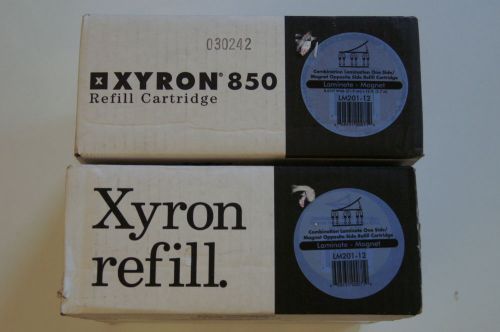 030242
XYRON® 850
Refill Cartridge
Combination Lamination One Side/
Magnet Opposite Side Refill Cartridge
Laminate - Magnet
LM201-12
Xyron
refill.
Combination Laminate One Side/
Magnet Opposite Side Refill Cartridge
Laminate - Magnet
LM201-12